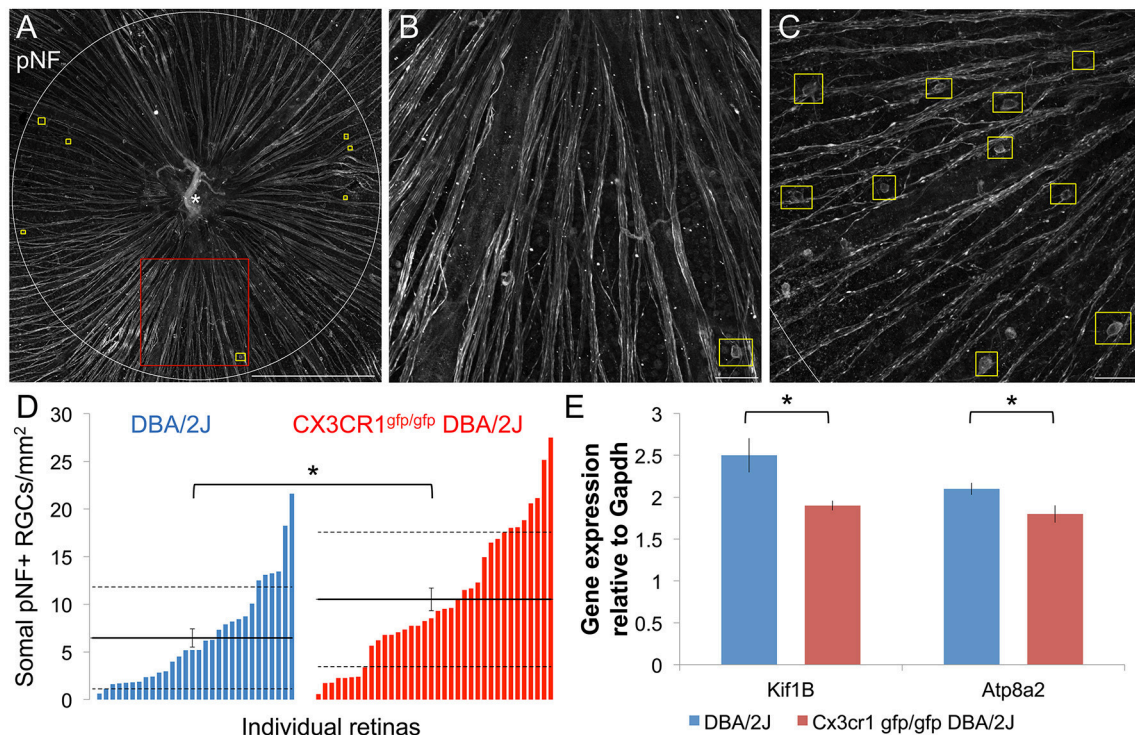 A
pNF
*
B
C
D
30
25
20
15
10
5
0
Somal pNF+ RGCs/mm²
DBA/2J
CX3CR1gfp/gfp DBA/2J
*
Individual retinas
E
3
2.5
2
1.5
1
0.5
0
Gene expression
relative to Gapdh
*
*
Kif1B
Atp8a2
DBA/2J
Cx3cr1 gfp/gfp DBA/2J